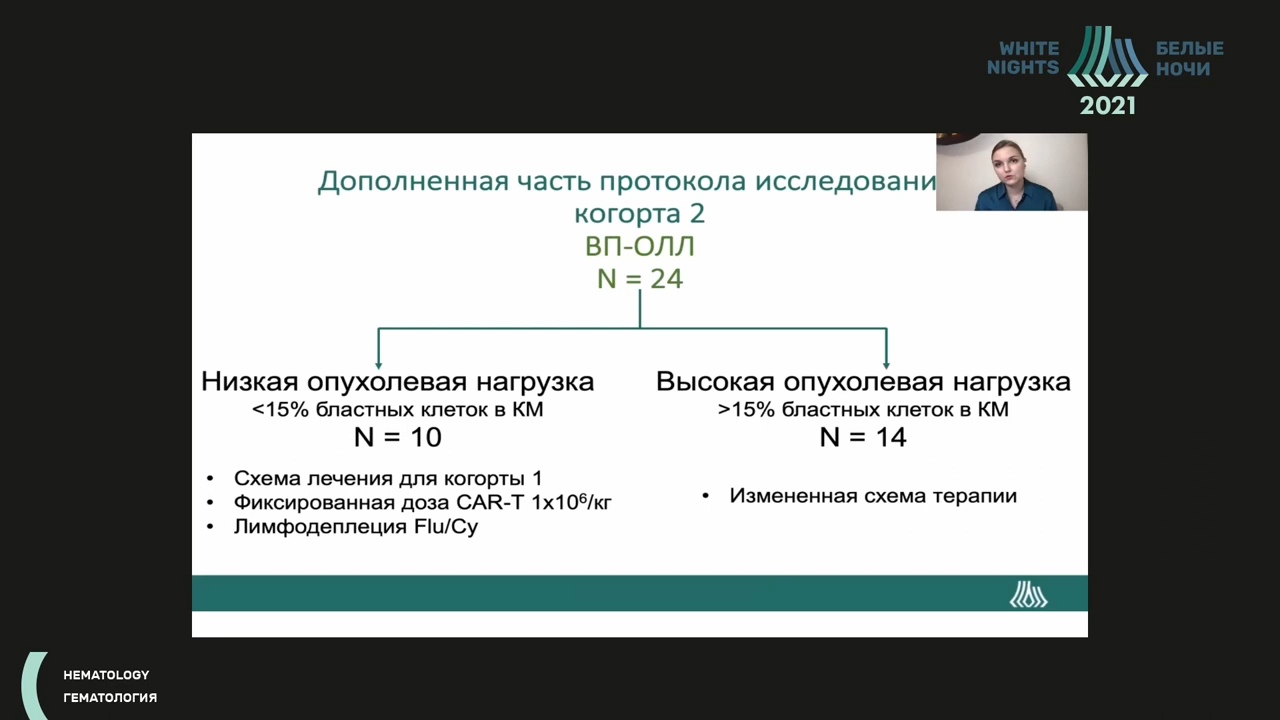 WHITE NIGHTS
БЕЛЫЕ НОЧИ
2021
Дополненная часть протокола исследовани
когорта 2
ВП-ОЛЛ
N = 24
Низкая опухолевая нагрузка
<15% бластных клеток в КМ
N = 10
• Схема лечения для когорты 1
• Фиксированная доза CAR-T 1x10⁶/кг
• Лимфодеплеция Flu/Cy
Высокая опухолевая нагрузка
>15% бластных клеток в КМ
N = 14
• Измененная схема терапии
HEMATOLOGY
ГЕМАТОЛОГИЯ